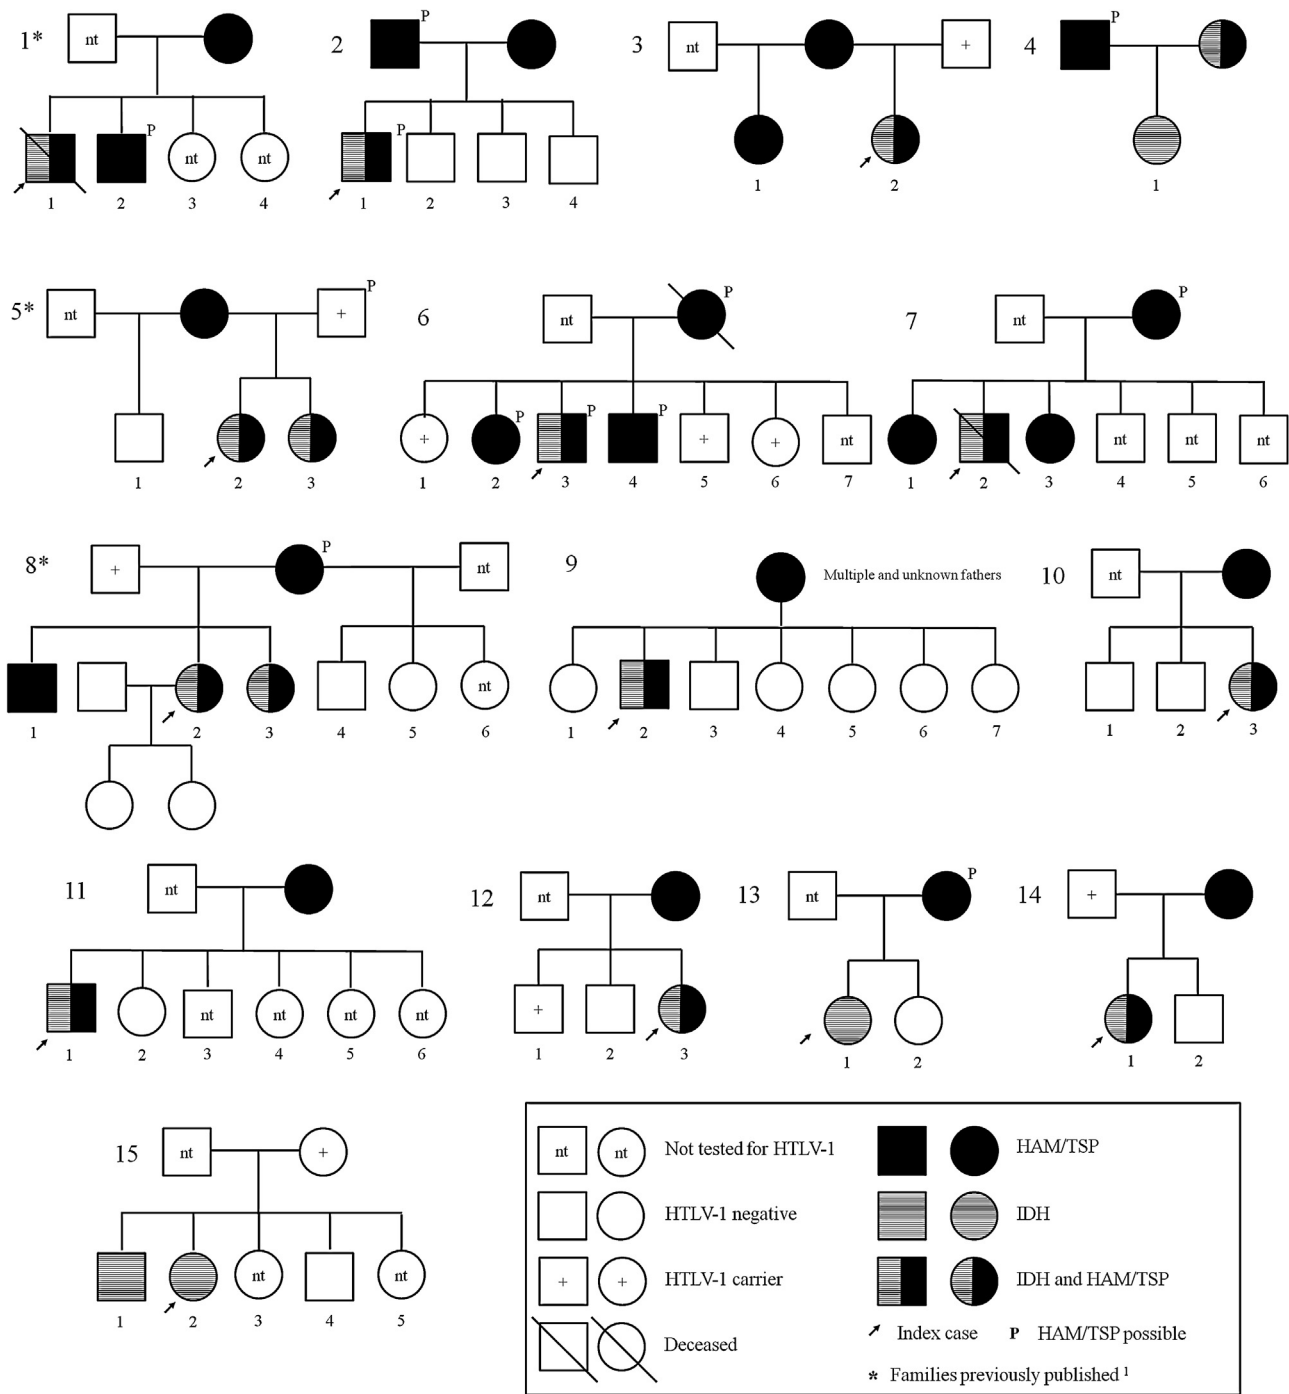 1* nt 2 P 3 nt + 4 P
nt nt P P
1 2 3 4 1 2 3 4 1 2 1
5* nt + P 6 nt P 7 nt P
+ P P P + + nt nt nt nt
1 2 3 1 2 3 4 5 6 7 1 2 3 4 5 6
8* + P nt 9 Multiple and unknown fathers 10 nt
nt
1 2 3 4 5 6 1 2 3 4 5 6 7 1 2 3
11 nt 12 nt 13 nt P 14 +
nt nt nt nt +
1 2 3 4 5 6 1 2 3 1 2 1 2
15 nt +
nt nt
1 2 3 4 5
nt nt Not tested for HTLV-1
HTLV-1 negative
+ + HTLV-1 carrier
Deceased
HAM/TSP
IDH
IDH and HAM/TSP
Index case P HAM/TSP possible
* Families previously published 1